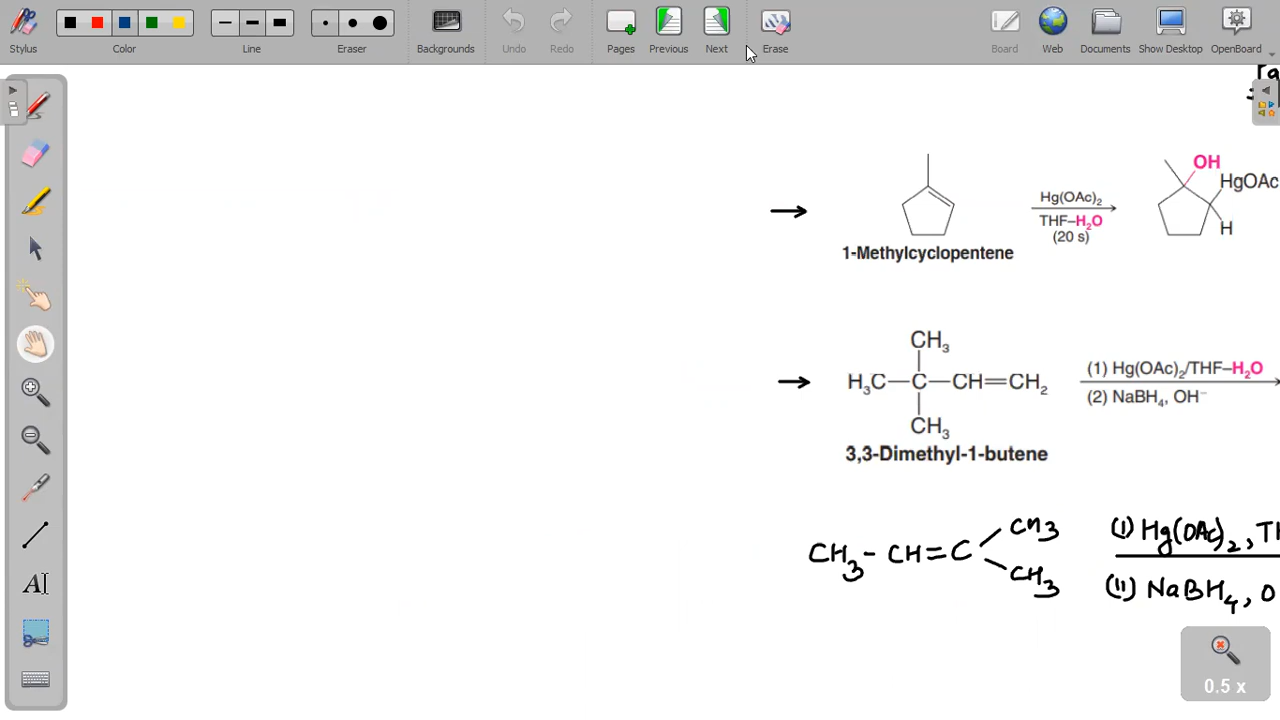 Stylus Color Line Eraser Backgrounds Undo Redo Pages Previous Next Erase Board Web Documents Show Desktop OpenBoard
→ Hg(OAc)2 OH
THF–H2O HgOAc
(20 s) H
1-Methylcyclopentene
CH3
→ H3C—C—CH=CH2 (1) Hg(OAc)2/THF–H2O
(2) NaBH4, OH−
CH3
3,3-Dimethyl-1-butene
CH3 - CH=C CH3 (I) Hg(OAc)2, TH
CH3 (II) NaBH4, O
AI
0.5 x